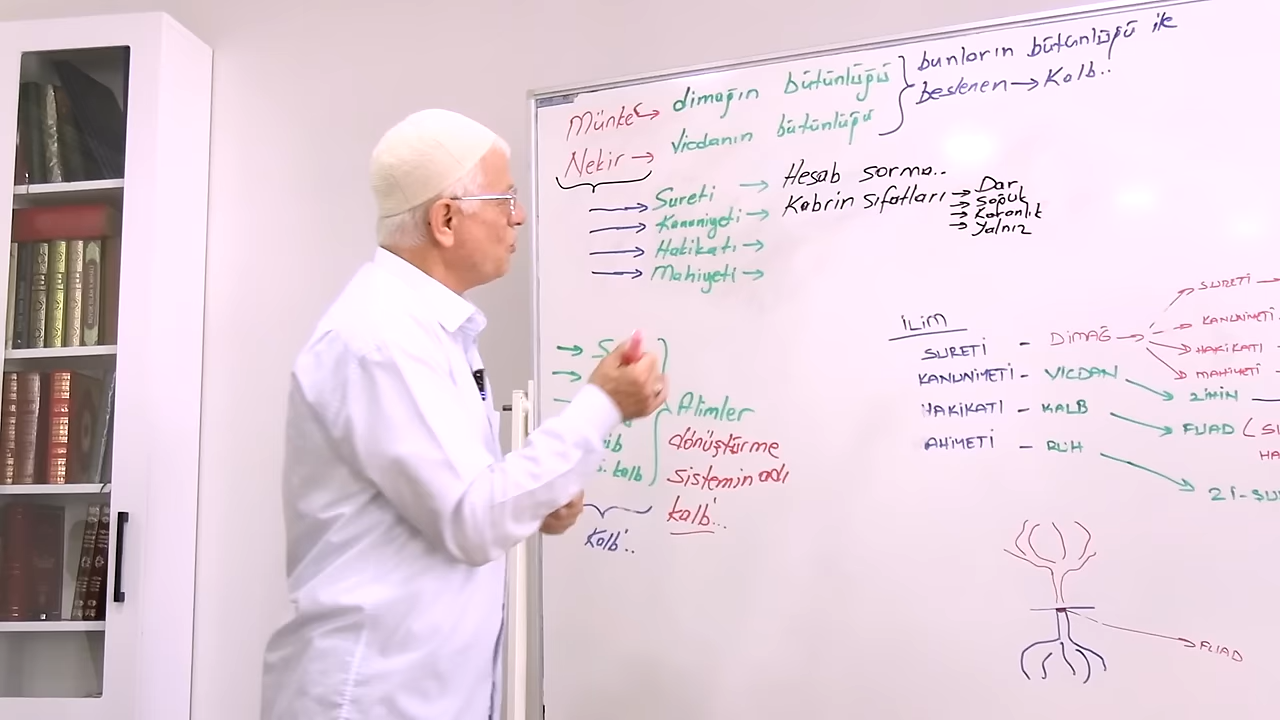 Münker → dimağın bütünlüğü
Nekir → Vicdanın bütünlüğü
bunların bütünlüğü ile
beslenen → Kalb..
→ Sureti → Hesab sorma..
→ Kanuniyeti → Kabrin sıfatları → Dar
→ Soğuk
→ Karanlık
→ Yalnız
→ Hakikatı →
→ Mahiyeti →
Alimler
dönüştürme
sistemin adı
kalb...
kalb
Kalb..
İLİM
SURETİ - DİMAĞ →
KANUNİYETİ - VİCDAN
HAKİKATI - KALB
AHİYETİ - RUH
SURETİ →
KANUNİYETİ
HAKİKATI
MAHİYETİ
ZİHİN
FUAD
FUAD